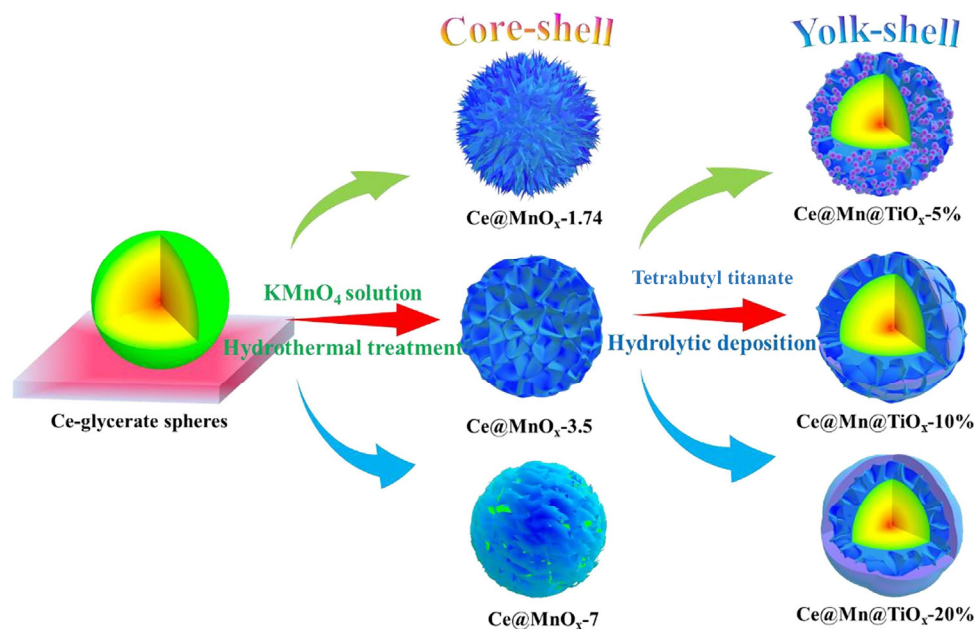 Core-shell
Yolk-shell
Ce@MnOₓ-1.74
Ce@Mn@TiOₓ-5%
KMnO₄ solution
Hydrothermal treatment
Tetrabutyl titanate
Hydrolytic deposition
Ce-glycerate spheres
Ce@MnOₓ-3.5
Ce@Mn@TiOₓ-10%
Ce@MnOₓ-7
Ce@Mn@TiOₓ-20%